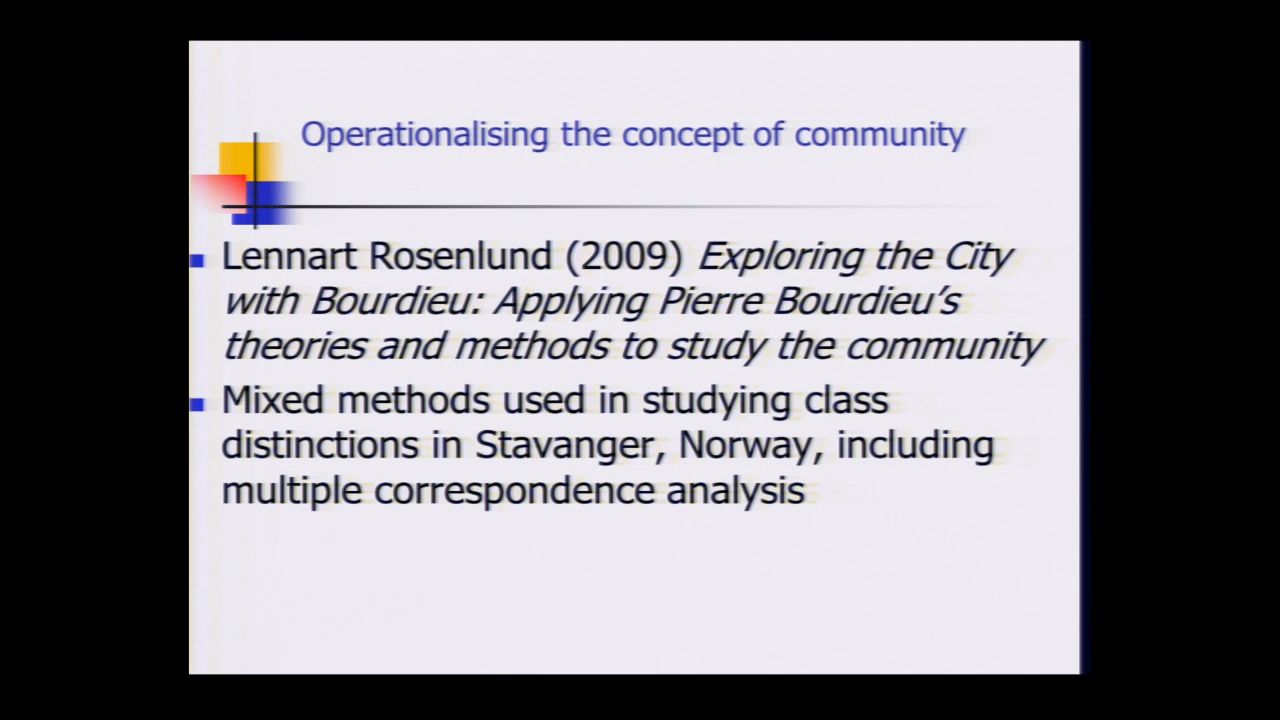 Operationalising the concept of community
Lennart Rosenlund (2009) Exploring the City
with Bourdieu: Applying Pierre Bourdieu's
theories and methods to study the community
Mixed methods used in studying class
distinctions in Stavanger, Norway, including
multiple correspondence analysis